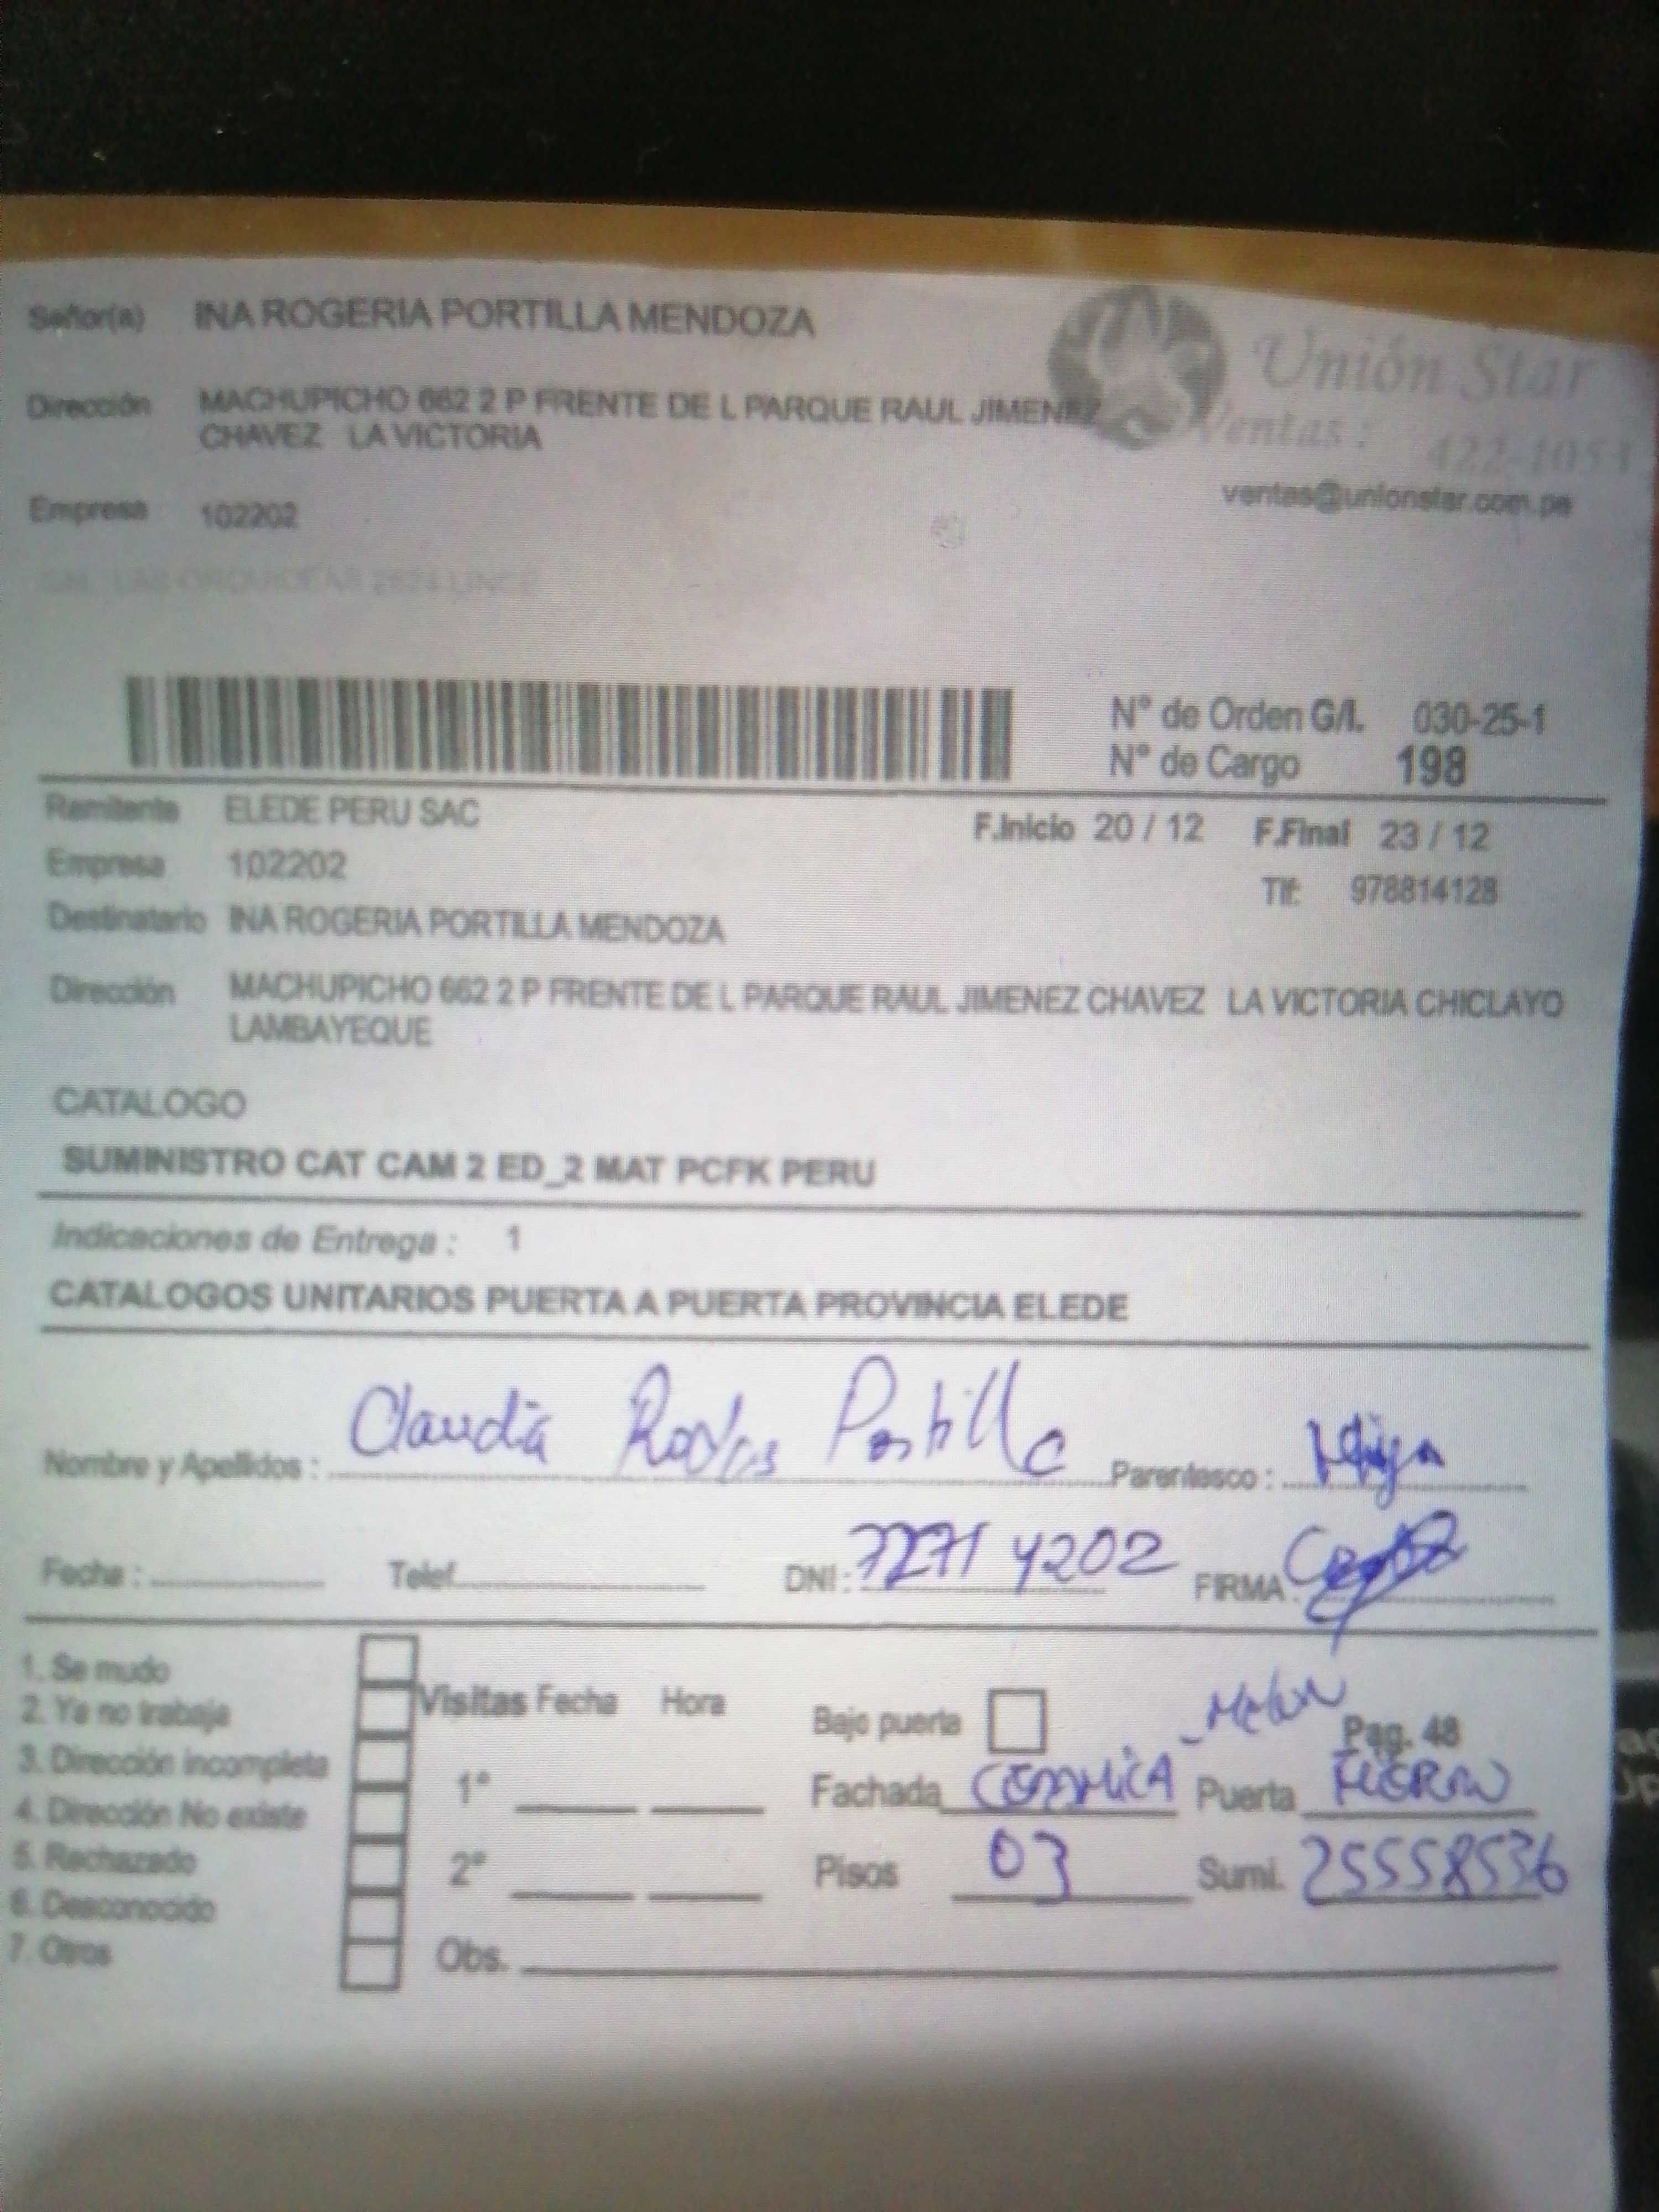 Señor(a) INA ROGERIA PORTILLA MENDOZA
Unión Star
Dirección MACHUPICHO 662 2 P FRENTE DE L PARQUE RAUL JIMENEZ
CHAVEZ LA VICTORIA
Ventas: 422-1054
ventas@unionstar.com.pe
Empresa 102202
N° de Orden G/I. 030-25-1
N° de Cargo 198
Remitente ELEDE PERU SAC
F.Inicio 20 / 12 F.Final 23 / 12
Empresa 102202
Tlf: 978814128
Destinatario INA ROGERIA PORTILLA MENDOZA
Dirección MACHUPICHO 662 2 P FRENTE DE L PARQUE RAUL JIMENEZ CHAVEZ LA VICTORIA CHICLAYO
LAMBAYEQUE
CATALOGO
SUMINISTRO CAT CAM 2 ED_2 MAT PCFK PERU
Indicaciones de Entrega : 1
CATALOGOS UNITARIOS PUERTA A PUERTA PROVINCIA ELEDE
Nombre y Apellidos : Claudia Portilla Parentesco : Hija
Fecha : Telef. DNI : 72714202 FIRMA :
1. Se mudo
2. Ya no trabaja
3. Dirección incompleta
4. Dirección No existe
5. Rechazado
6. Desconocido
7. Otros
Visitas Fecha Hora
1°
2°
Obs.
Bajo puerta
Pag. 48
Fachada CERAMICA Puerta FIERRO
Pisos 03 Sumi. 25558536